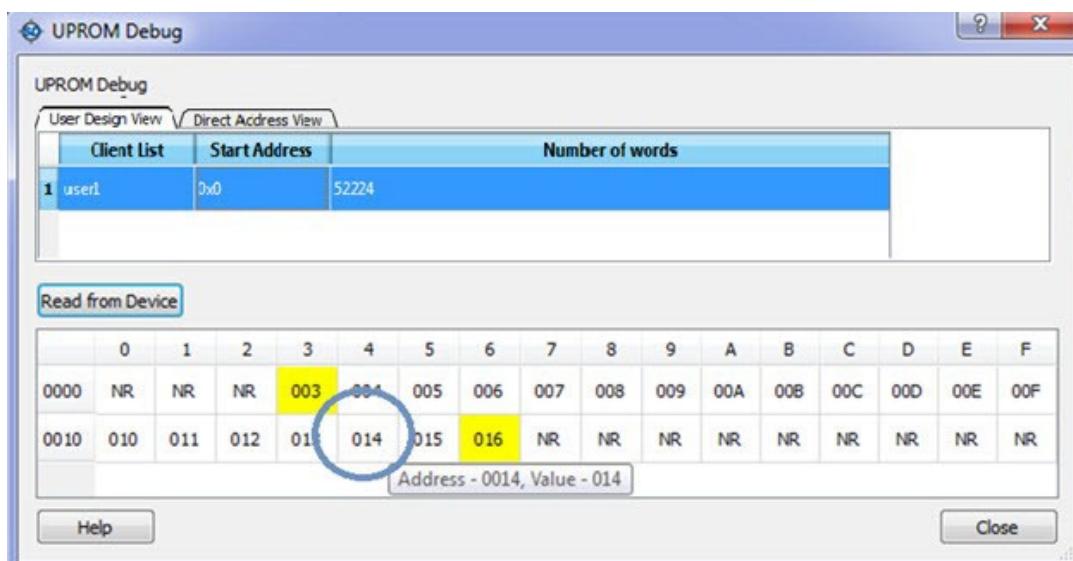 UPROM Debug
UPROM Debug
User Design View Direct Address View
Client List Start Address Number of words
1 user1 0x0 52224
Read from Device
0 1 2 3 4 5 6 7 8 9 A B C D E F
0000 NR NR NR 003 004 005 006 007 008 009 00A 00B 00C 00D 00E 00F
0010 010 011 012 013 014 015 016 NR NR NR NR NR NR NR NR NR
Address - 0014, Value - 014
Help Close